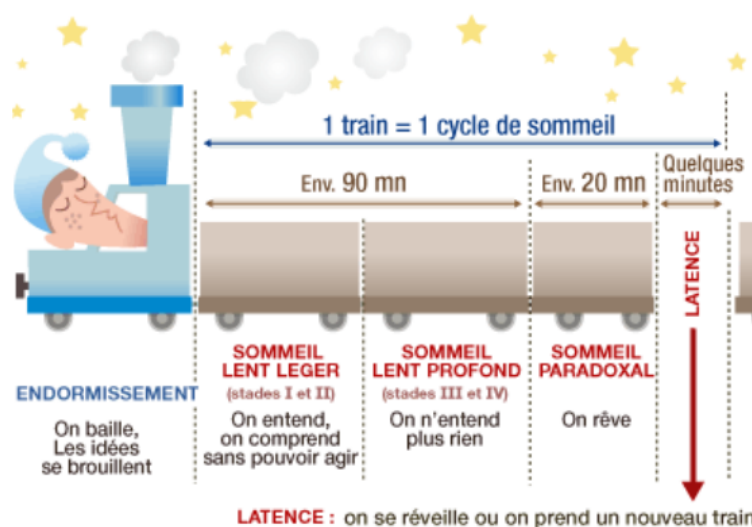 1 train = 1 cycle de sommeil
Env. 90 mn
Env. 20 mn
Quelques
minutes
LATENCE
ENDORMISSEMENT
On baille,
Les idées
se brouillent
SOMMEIL
LENT LEGER
(stades I et II)
On entend,
on comprend
sans pouvoir agir
SOMMEIL
LENT PROFOND
(stades III et IV)
On n'entend
plus rien
SOMMEIL
PARADOXAL
On rêve
LATENCE : on se réveille ou on prend un nouveau train